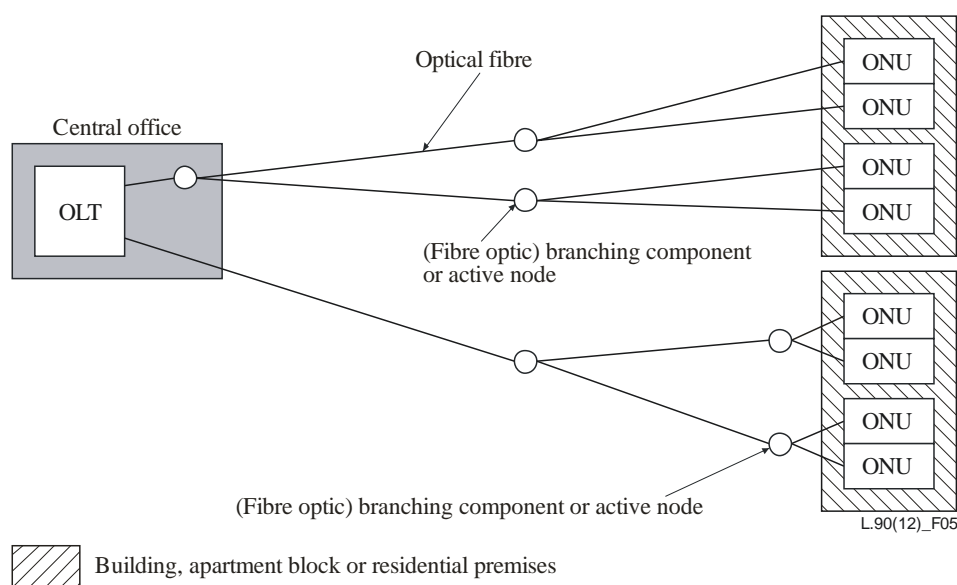 Optical fibre
Central office
OLT
ONU
ONU
ONU
ONU
(Fibre optic) branching component
or active node
ONU
ONU
ONU
ONU
(Fibre optic) branching component or active node
L.90(12)_F05
Building, apartment block or residential premises